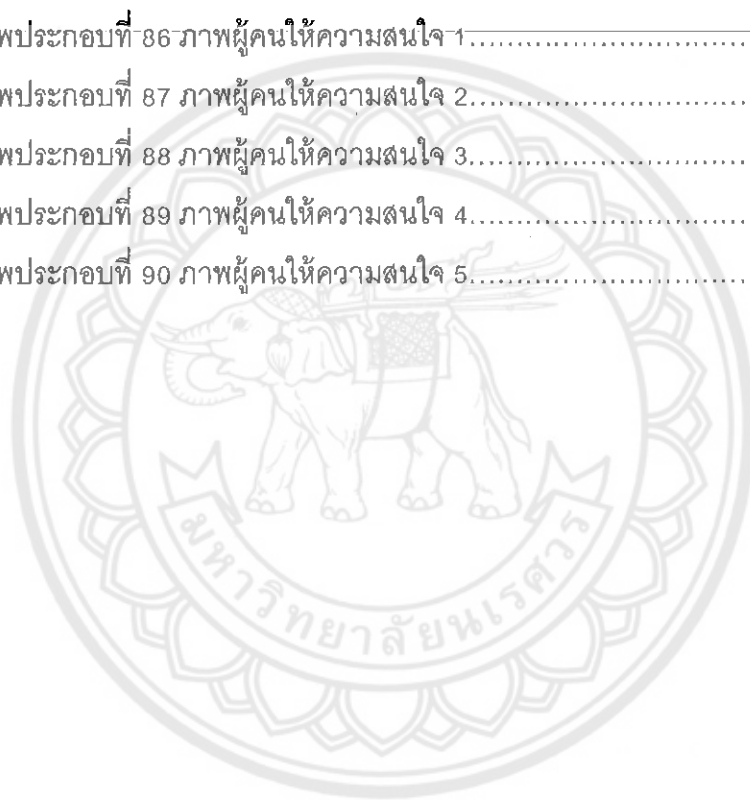 พประกอบที่ 86 ภาพผู้คนให้ความสนใจ 1................................
พประกอบที่ 87 ภาพผู้คนให้ความสนใจ 2................................
พประกอบที่ 88 ภาพผู้คนให้ความสนใจ 3................................
พประกอบที่ 89 ภาพผู้คนให้ความสนใจ 4................................
พประกอบที่ 90 ภาพผู้คนให้ความสนใจ 5................................
มหาวิทยาลัยนเรศวร